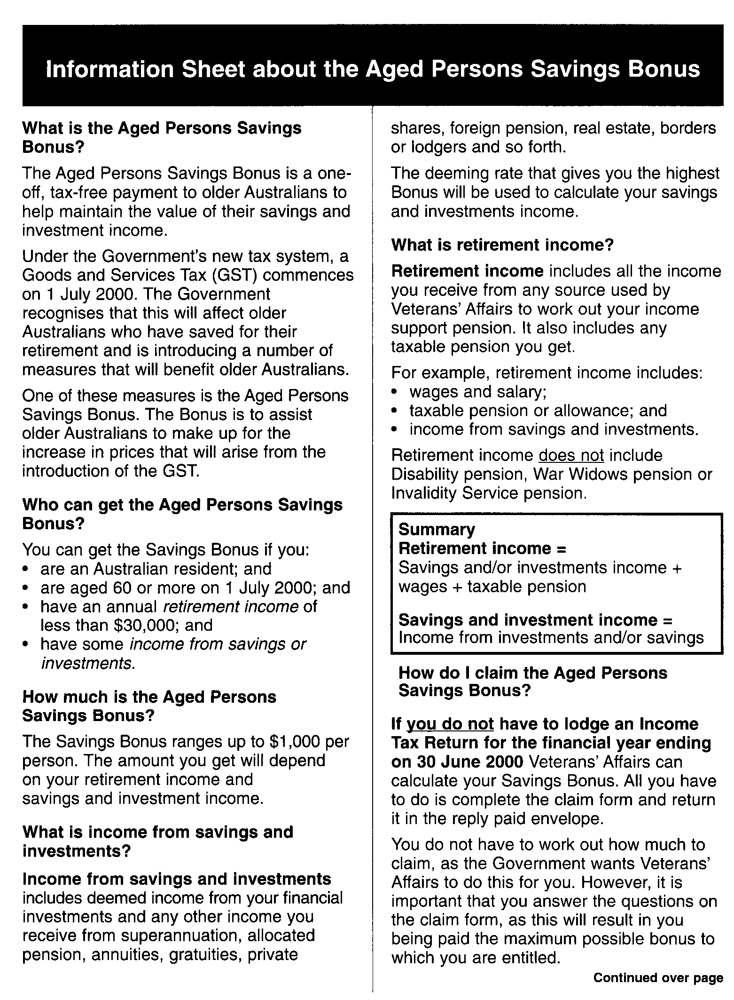 Information Sheet about the Aged Persons Savings Bonus
What is the Aged Persons Savings
Bonus?
The Aged Persons Savings Bonus is a one-
off, tax-free payment to older Australians to
help maintain the value of their savings and
investment income.
Under the Government's new tax system, a
Goods and Services Tax (GST) commences
on 1 July 2000. The Government
recognises that this will affect older
Australians who have saved for their
retirement and is introducing a number of
measures that will benefit older Australians.
One of these measures is the Aged Persons
Savings Bonus. The Bonus is to assist
older Australians to make up for the
increase in prices that will arise from the
introduction of the GST.
Who can get the Aged Persons Savings
Bonus?
You can get the Savings Bonus if you:
• are an Australian resident; and
• are aged 60 or more on 1 July 2000; and
• have an annual retirement income of
less than $30,000; and
• have some income from savings or
investments.
How much is the Aged Persons
Savings Bonus?
The Savings Bonus ranges up to $1,000 per
person. The amount you get will depend
on your retirement income and
savings and investment income.
What is income from savings and
investments?
Income from savings and investments
includes deemed income from your financial
investments and any other income you
receive from superannuation, allocated
pension, annuities, gratuities, private
shares, foreign pension, real estate, borders
or lodgers and so forth.
The deeming rate that gives you the highest
Bonus will be used to calculate your savings
and investments income.
What is retirement income?
Retirement income includes all the income
you receive from any source used by
Veterans' Affairs to work out your income
support pension. It also includes any
taxable pension you get.
For example, retirement income includes:
• wages and salary;
• taxable pension or allowance; and
• income from savings and investments.
Retirement income does not include
Disability pension, War Widows pension or
Invalidity Service pension.
Summary
Retirement income =
Savings and/or investments income +
wages + taxable pension
Savings and investment income =
Income from investments and/or savings
How do I claim the Aged Persons
Savings Bonus?
If you do not have to lodge an Income
Tax Return for the financial year ending
on 30 June 2000 Veterans' Affairs can
calculate your Savings Bonus. All you have
to do is complete the claim form and return
it in the reply paid envelope.
You do not have to work out how much to
claim, as the Government wants Veterans'
Affairs to do this for you. However, it is
important that you answer the questions on
the claim form, as this will result in you
being paid the maximum possible bonus to
which you are entitled.
Continued over page